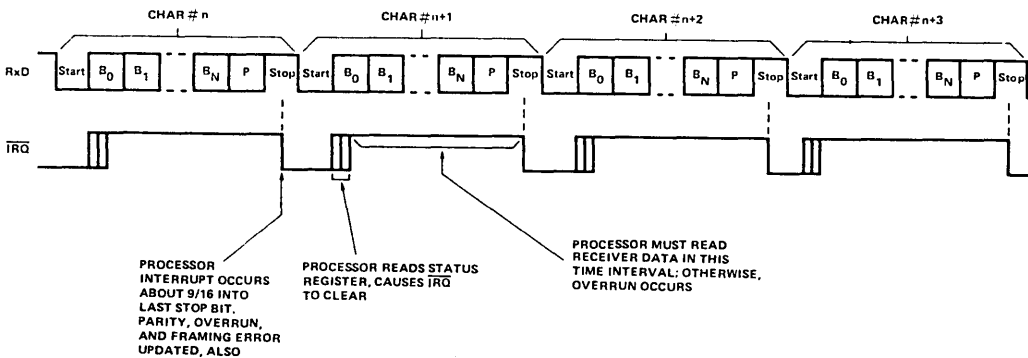 CHAR # n CHAR # n+1 CHAR # n+2 CHAR # n+3
RxD Start B0 B1 BN P Stop Start B0 B1 BN P Stop Start B0 B1 BN P Stop Start B0 B1 BN P Stop
IRQ
PROCESSOR
INTERRUPT OCCURS
ABOUT 9/16 INTO
LAST STOP BIT.
PARITY, OVERRUN,
AND FRAMING ERROR
UPDATED, ALSO
PROCESSOR READS STATUS
REGISTER, CAUSES IRQ
TO CLEAR
PROCESSOR MUST READ
RECEIVER DATA IN THIS
TIME INTERVAL; OTHERWISE,
OVERRUN OCCURS